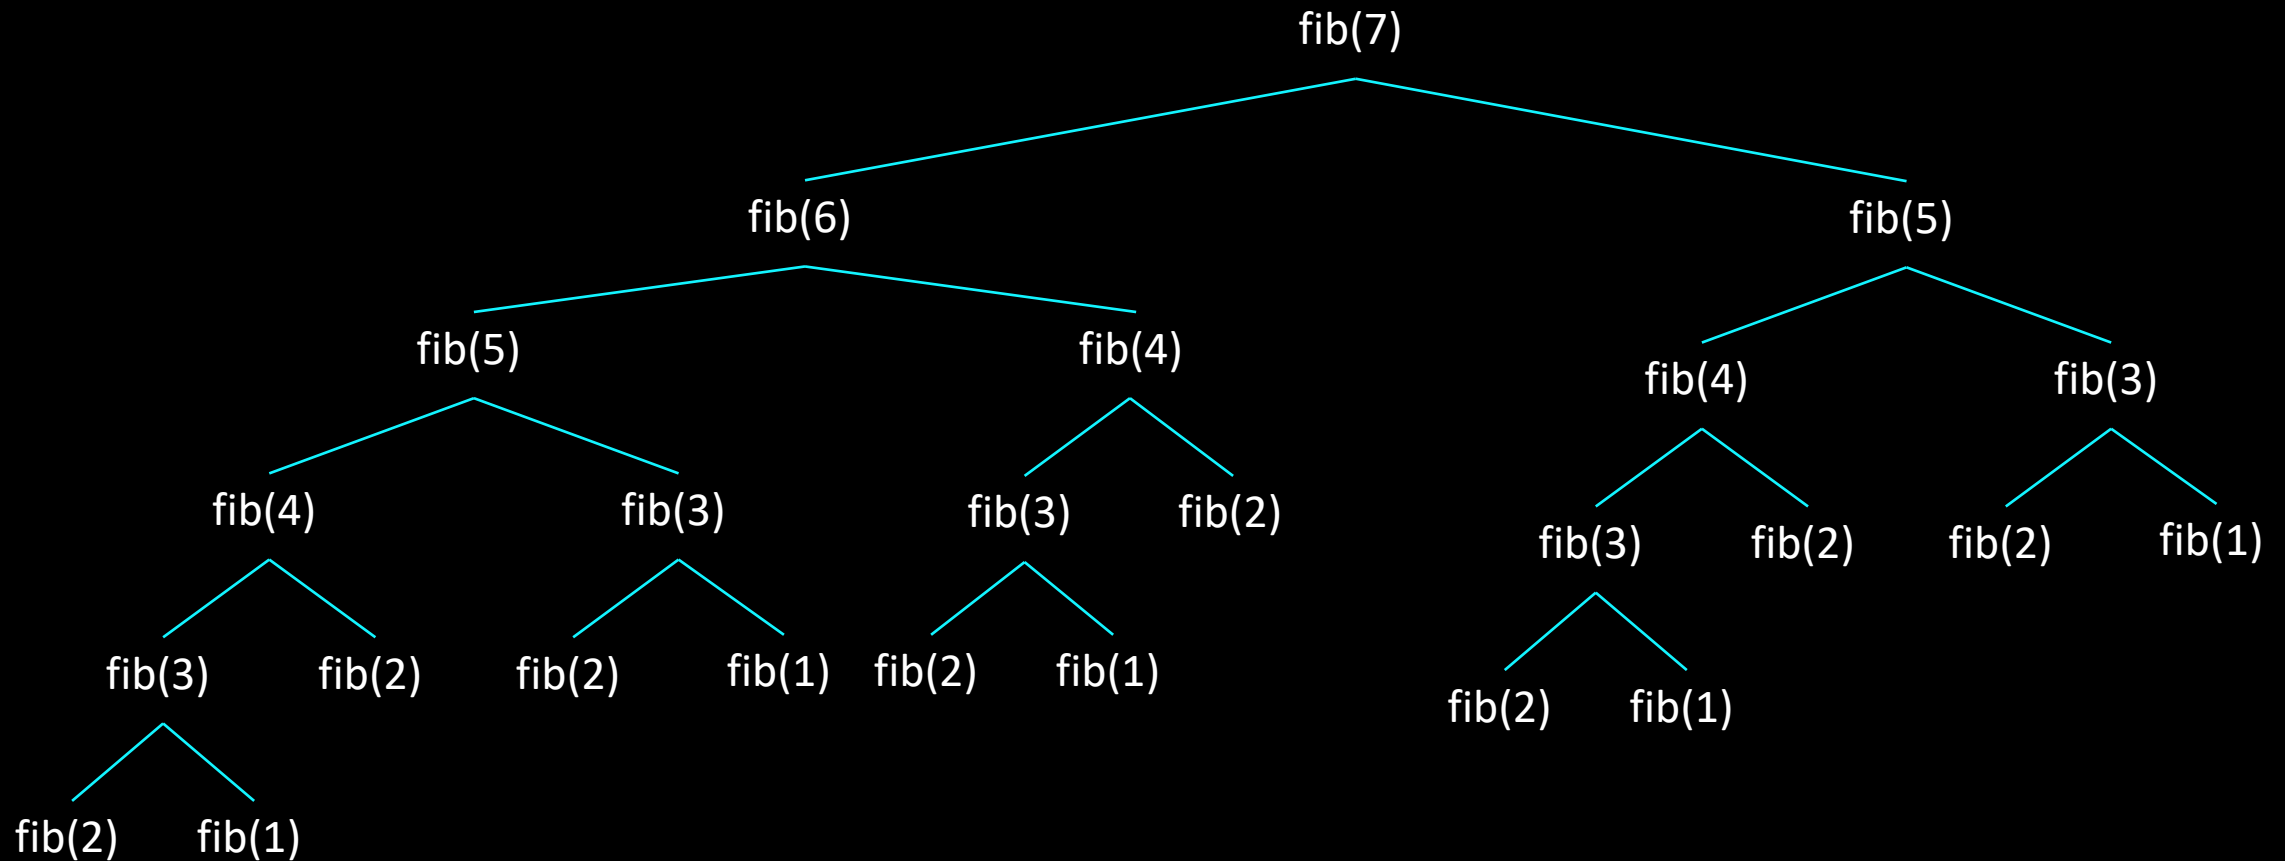 fib(7)
fib(6) fib(5)
fib(5) fib(4) fib(4) fib(3)
fib(4) fib(3) fib(3) fib(2) fib(3) fib(2) fib(2) fib(1)
fib(3) fib(2) fib(2) fib(1) fib(2) fib(1) fib(2) fib(1)
fib(2) fib(1)